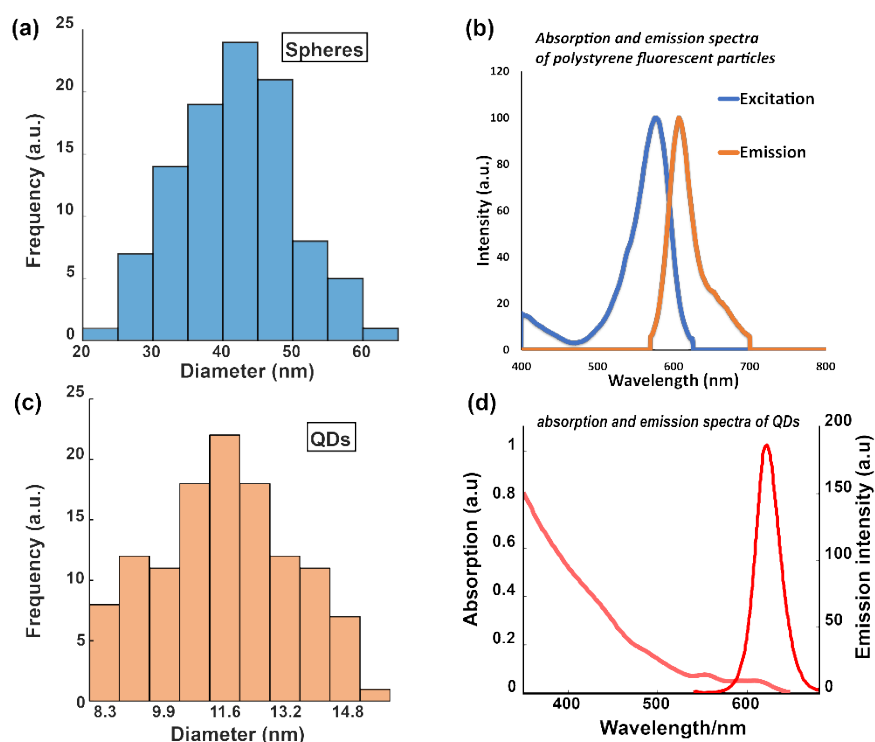 (a)
Spheres
Frequency (a.u.)
25
20
15
10
5
0
20
30
40
50
60
Diameter (nm)
(b)
Absorption and emission spectra
of polystyrene fluorescent particles
Intensity (a.u.)
120
100
80
60
40
20
0
Excitation
Emission
400
500
600
700
800
Wavelength (nm)
(c)
QDs
Frequency (a.u)
25
20
15
10
5
0
8.3
9.9
11.6
13.2
14.8
Diameter (nm)
(d)
absorption and emission spectra of QDs
Absorption (a.u)
1
0.8
0.6
0.4
0.2
0
200
150
100
50
0
Emission intensity (a.u)
400
500
600
Wavelength/nm